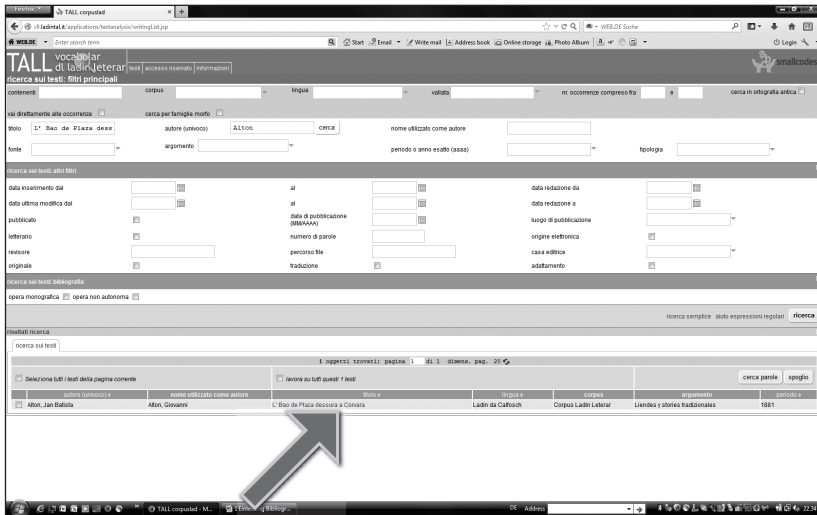 Firefox
TALL corpuslad
vll.ladintal.it/applications/textanalysis/writingList.jsp
WEB.DE Suche
WEB.DE Enter search term Start E-mail Write mail Address book Online storage Photo Album Login
TALL vocabolar di ladin leterar testi accesso riservato informazioni smallcodes
ricerca sui testi: filtri principali
contenenti corpus lingua vallata nr. occorrenze compreso fra e cerca in ortografia antica
vai direttamente alle occorrenze cerca per famiglie morfo
titolo L' Bao de Plaza dess autore (univoco) Alton cerca nome utilizzato come autore
fonte argomento periodo o anno esatto (aaaa) tipologia
ricerca sui testi: altri filtri
data inserimento dal al data redazione da
data ultima modifica dal al data redazione a
pubblicato data di pubblicazione (MM/AAAA) luogo di pubblicazione
letterario numero di parole origine elettronica
revisore percorso file casa editrice
originale traduzione adattamento
ricerca sui testi: bibliografia
opera monografica opera non autonoma
ricerca semplice aiuto espressioni regolari ricerca
risultati ricerca
ricerca sui testi
1 oggetti trovati; pagina 1 di 1 dimens. pag. 20
Seleziona tutti i testi della pagina corrente lavora su tutti questi 1 testi cerca parole spoglio
autore (univoco) nome utilizzato come autore titolo lingua corpus argomento periodo
Alton, Jan Batista Alton, Giovanni L' Bao de Plaza dessura a Corvara Ladin da Calfosch Corpus Ladin Leterar Liendes y stories tradizionales 1881
TALL corpuslad - M... DE Address 22:34